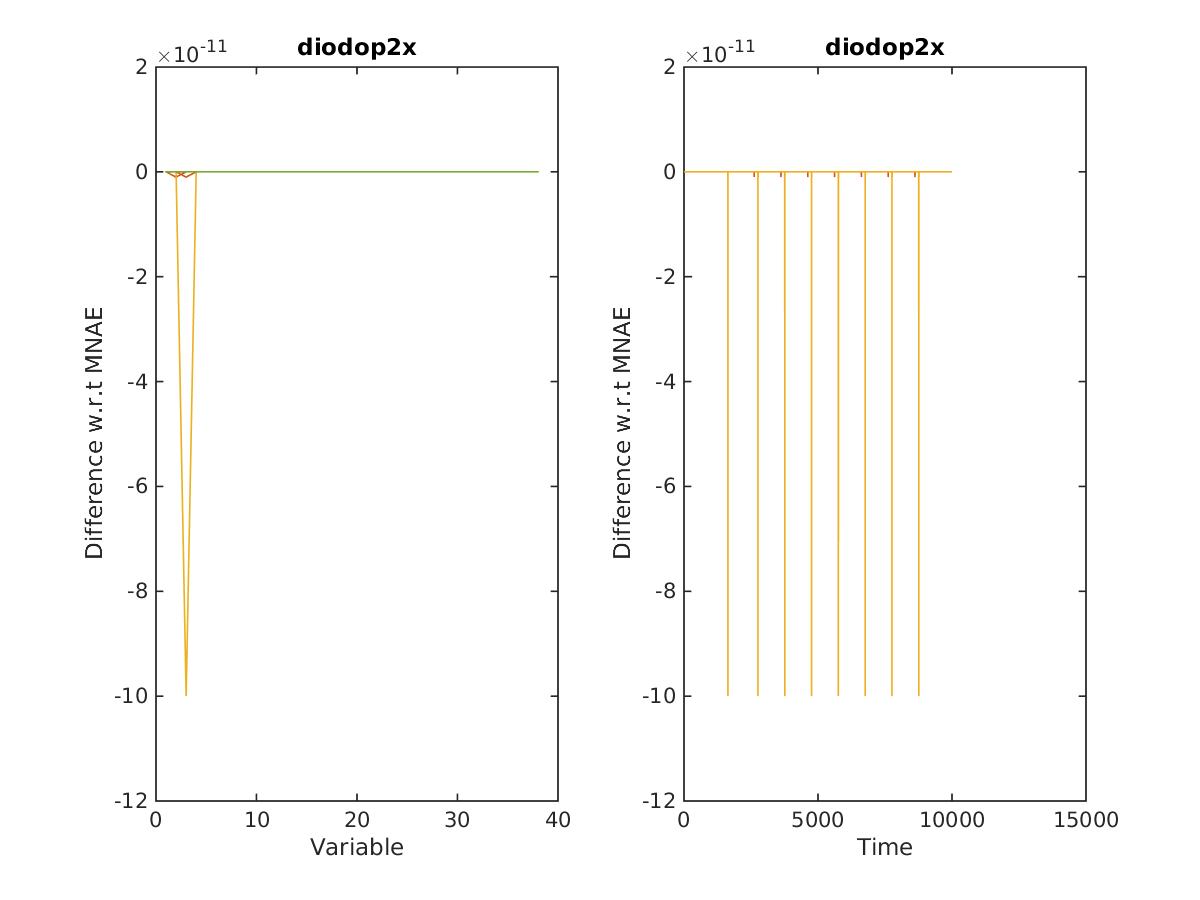 ×10-11
diodop2x
2
0
-2
-4
-6
-8
-10
-12
0 10 20 30 40
Variable
Difference w.r.t MNAE
×10-11
diodop2x
2
0
-2
-4
-6
-8
-10
-12
0 5000 10000 15000
Time
Difference w.r.t MNAE